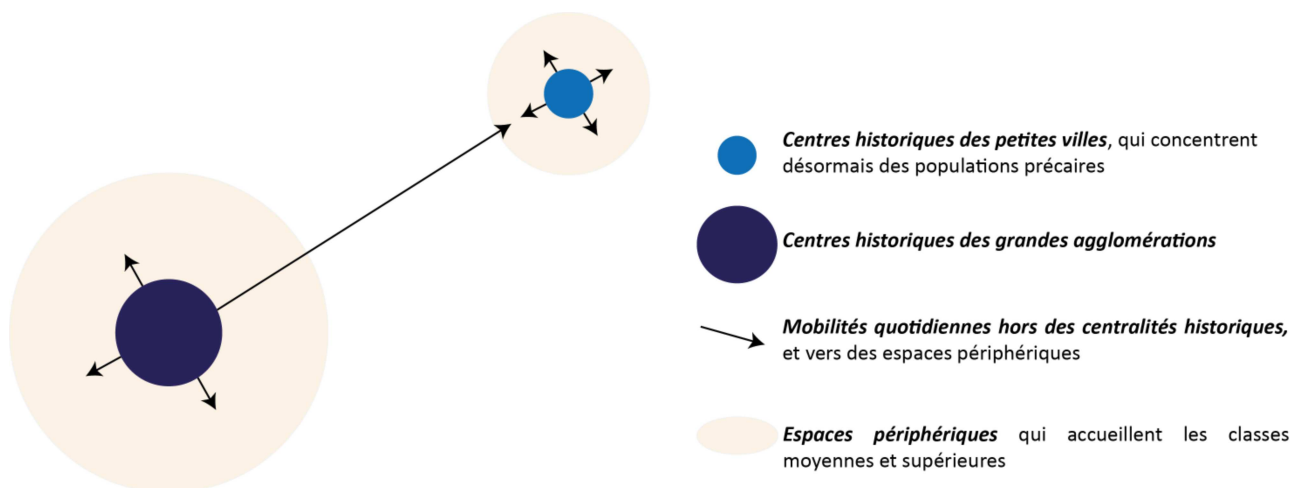 Centres historiques des petites villes, qui concentrent
désormais des populations précaires
Centres historiques des grandes agglomérations
Mobilités quotidiennes hors des centralités historiques,
et vers des espaces périphériques
Espaces périphériques qui accueillent les classes
moyennes et supérieures